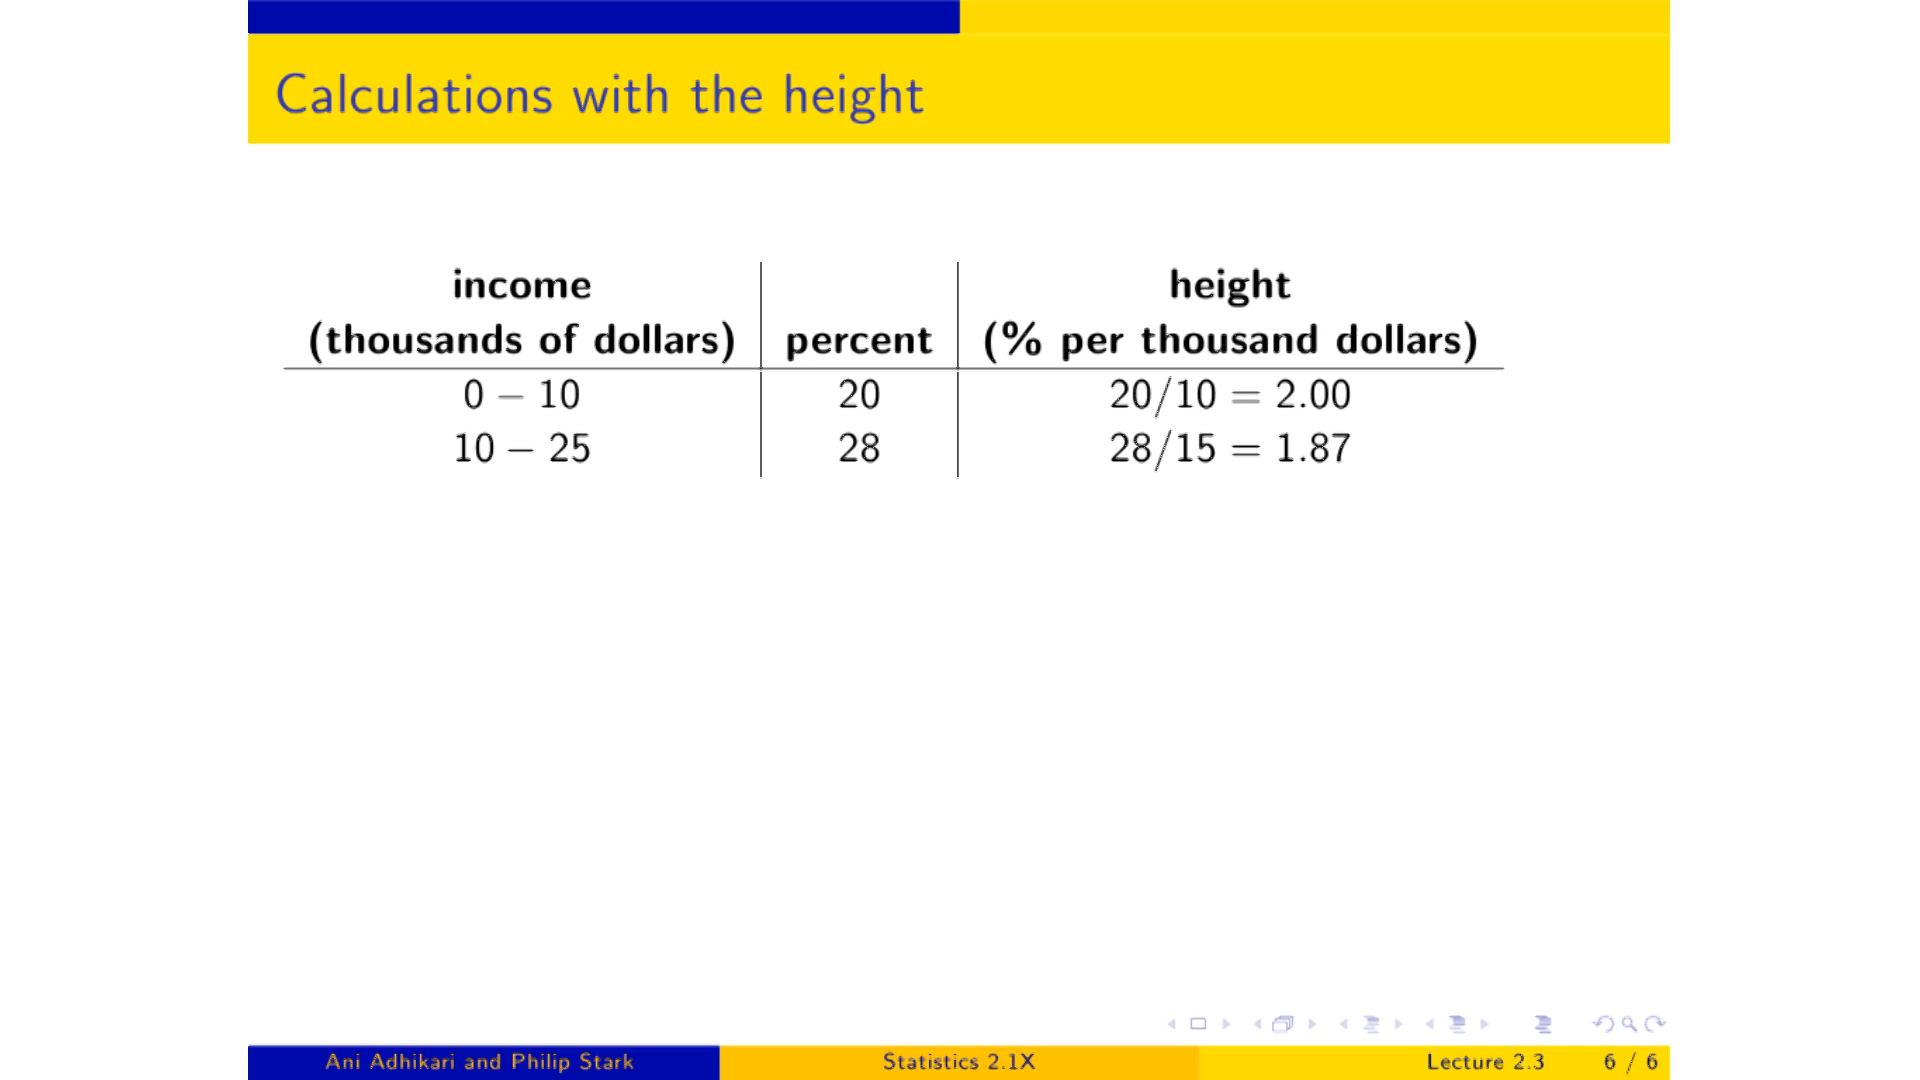 Calculations with the height
income height
(thousands of dollars) percent (% per thousand dollars)
0 – 10 20 20/10 = 2.00
10 – 25 28 28/15 = 1.87
Ani Adhikari and Philip Stark Statistics 2.1X Lecture 2.3 6 / 6